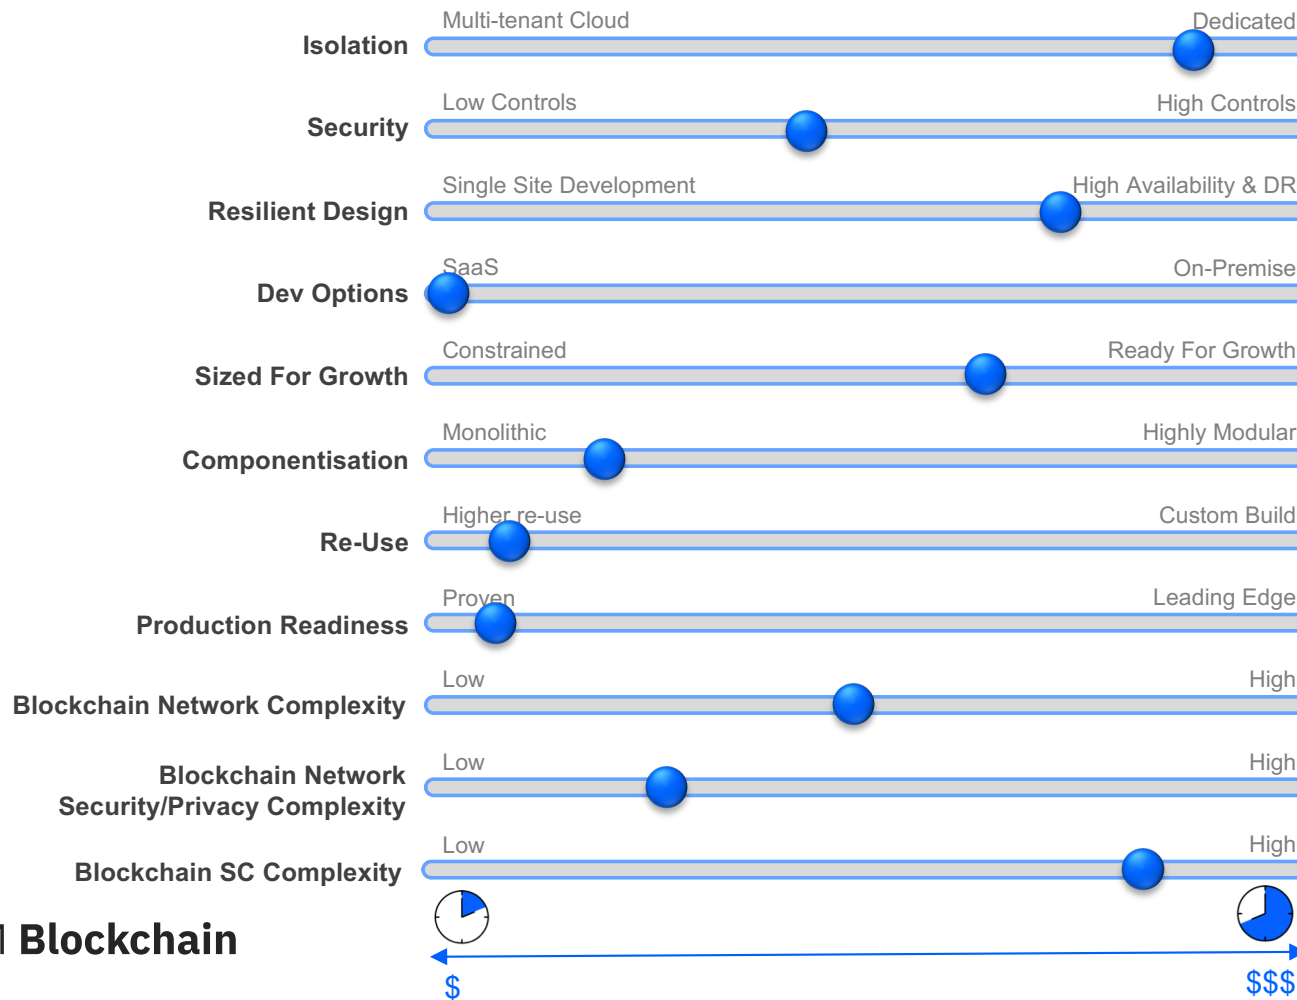 Multi-tenant Cloud
Dedicated
Isolation
Low Controls
High Controls
Security
Single Site Development
High Availability & DR
Resilient Design
SaaS
On-Premise
Dev Options
Constrained
Ready For Growth
Sized For Growth
Monolithic
Highly Modular
Componentisation
Higher re-use
Custom Build
Re-Use
Proven
Leading Edge
Production Readiness
Low
High
Blockchain Network Complexity
Low
High
Blockchain Network
Security/Privacy Complexity
Low
High
Blockchain SC Complexity
Blockchain
$
$$$